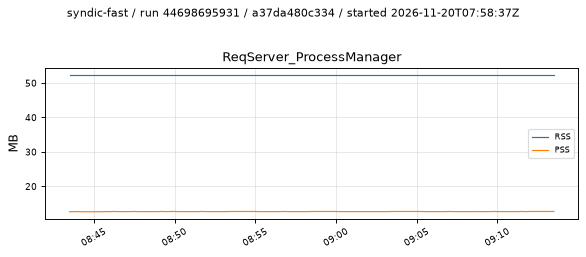 syndic-fast / run 44698695931 / a37da480c334 / started 2026-11-20T07:58:37Z
ReqServer_ProcessManager
MB
50
40
30
20
RSS
PSS
08:45
08:50
08:55
09:00
09:05
09:10